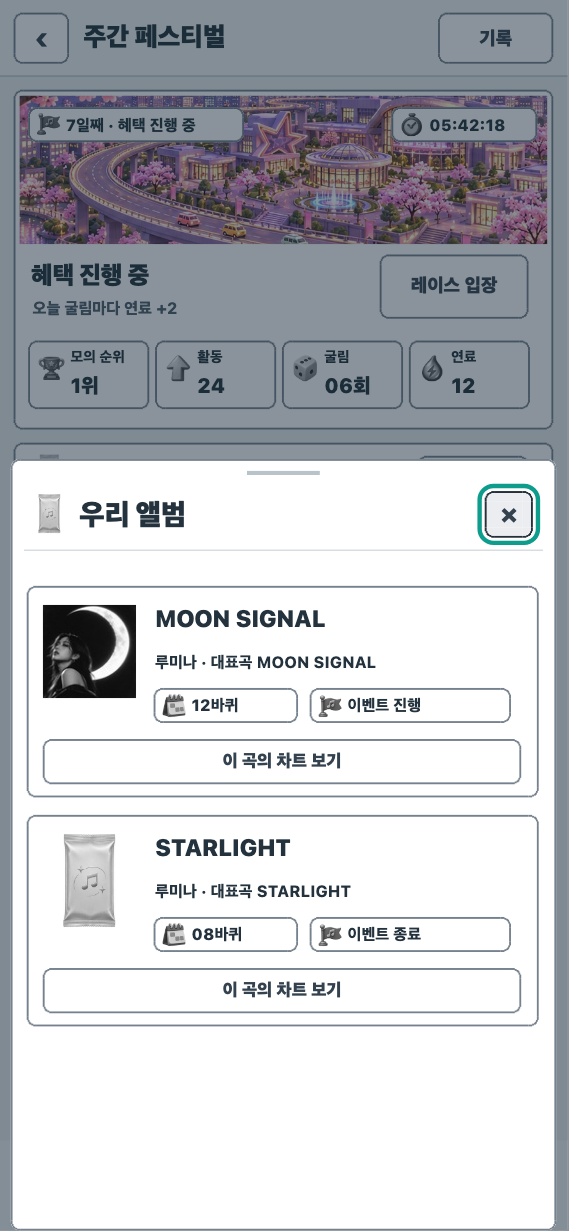 주간 페스티벌
기록
7일째 · 혜택 진행 중
05:42:18
혜택 진행 중
오늘 굴림마다 연료 +2
레이스 입장
모의 순위
1위
활동
24
굴림
06회
연료
12
우리 앨범
MOON SIGNAL
루미나 · 대표곡 MOON SIGNAL
12바퀴
이벤트 진행
이 곡의 차트 보기
STARLIGHT
루미나 · 대표곡 STARLIGHT
08바퀴
이벤트 종료
이 곡의 차트 보기